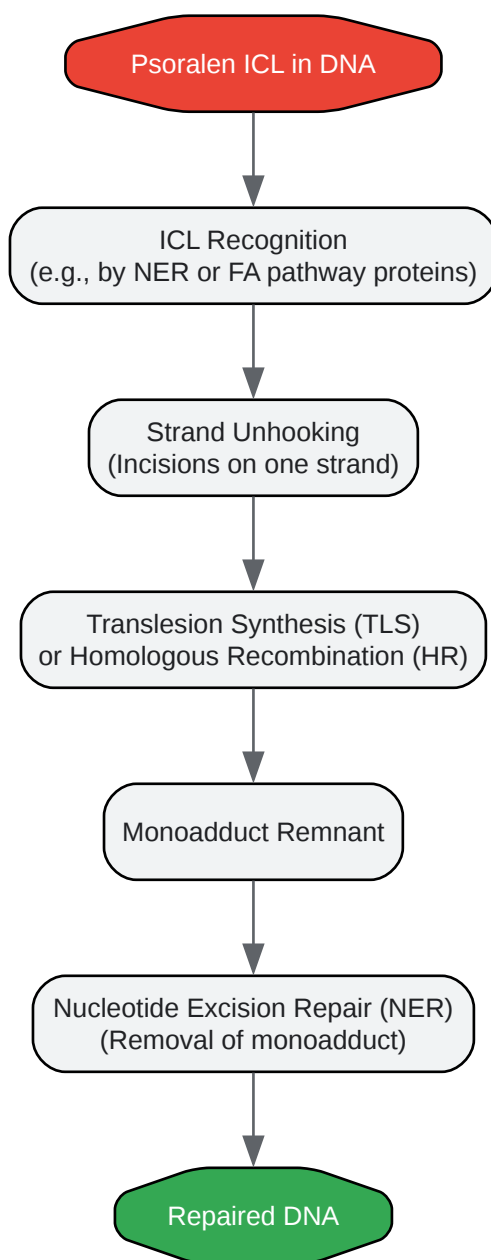 Psoralen ICL in DNA
ICL Recognition
(e.g., by NER or FA pathway proteins)
Strand Unhooking
(Incisions on one strand)
Translesion Synthesis (TLS)
or Homologous Recombination (HR)
Monoadduct Remnant
Nucleotide Excision Repair (NER)
(Removal of monoadduct)
Repaired DNA